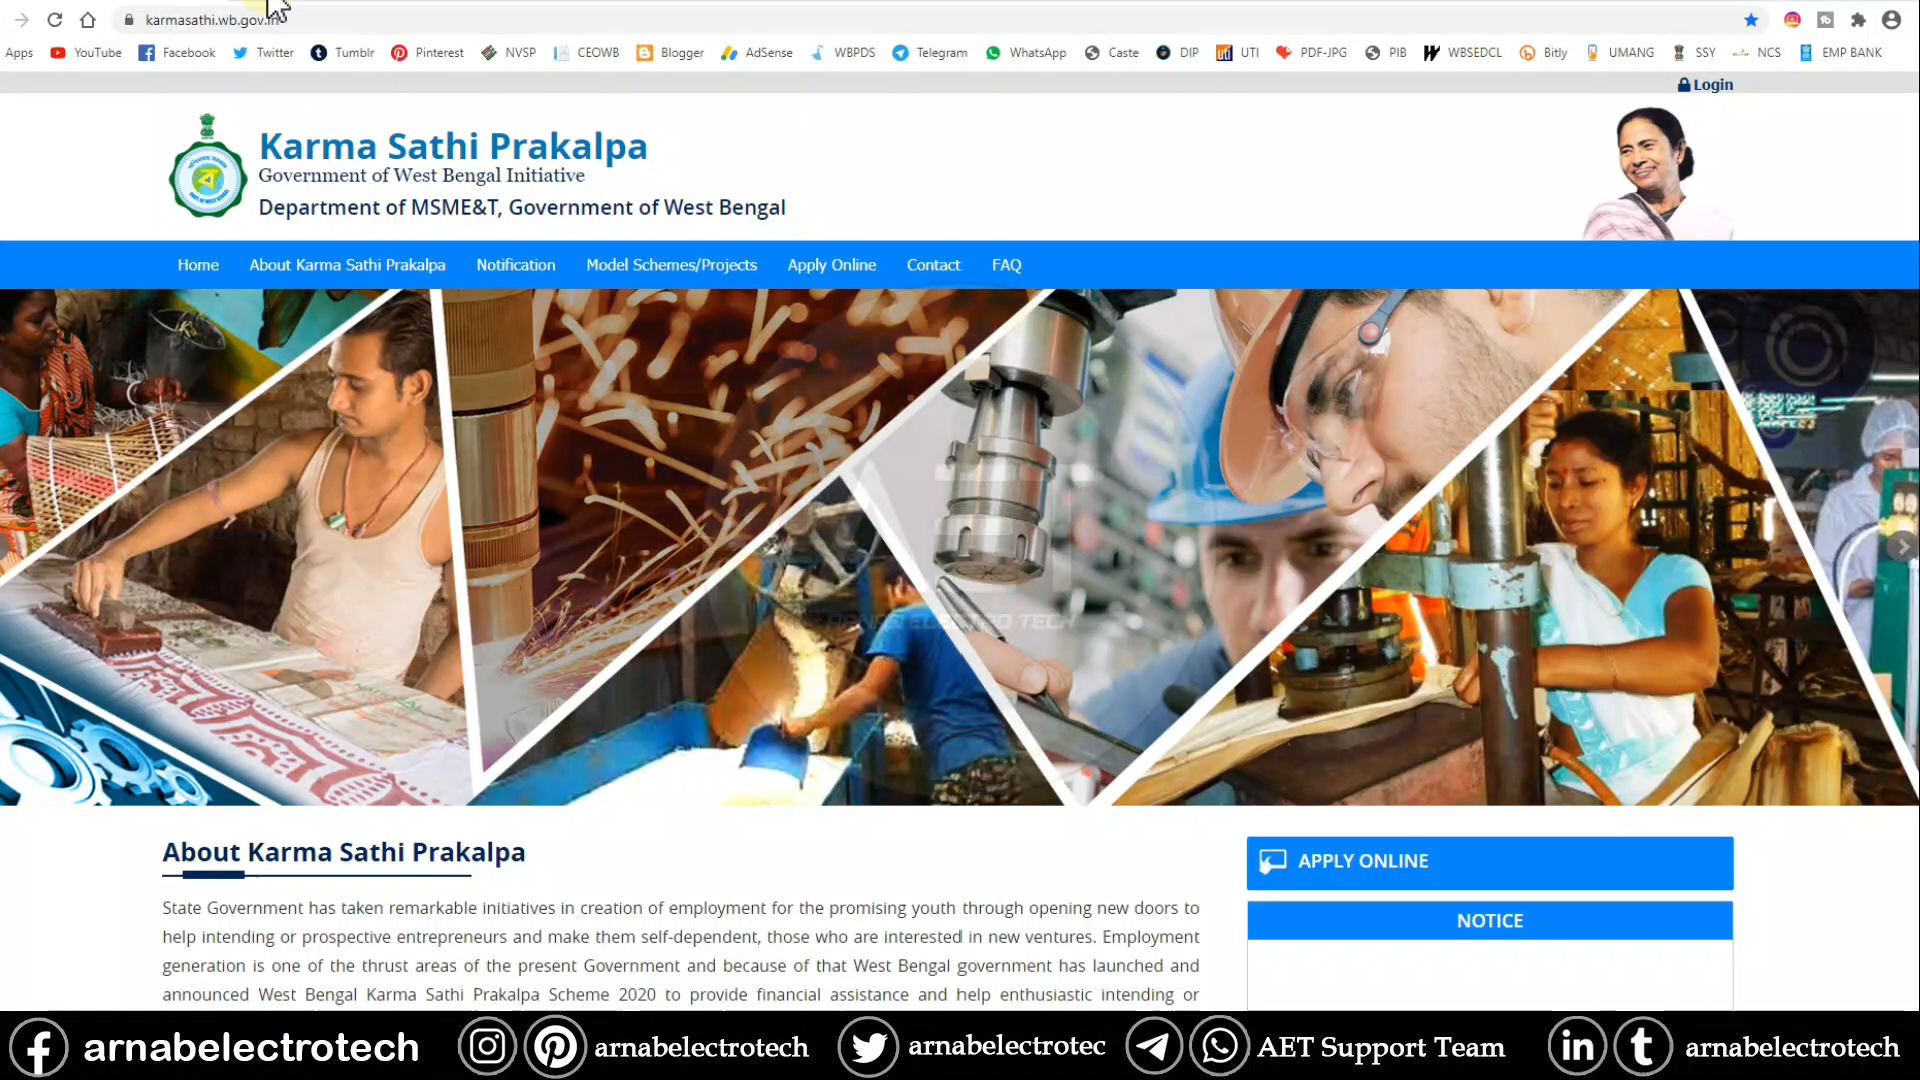 karmasathi.wb.gov.in
Apps YouTube Facebook Twitter Tumblr Pinterest NVSP CEOWB Blogger AdSense WBPDS Telegram WhatsApp Caste DIP UTI PDF-JPG PIB WBSEDCL Bitly UMANG SSY NCS EMP BANK
Login
Karma Sathi Prakalpa
Government of West Bengal Initiative
Department of MSME&T, Government of West Bengal
Home About Karma Sathi Prakalpa Notification Model Schemes/Projects Apply Online Contact FAQ
ARNAB ELECTRO TECH
About Karma Sathi Prakalpa
State Government has taken remarkable initiatives in creation of employment for the promising youth through opening new doors to
help intending or prospective entrepreneurs and make them self-dependent, those who are interested in new ventures. Employment
generation is one of the thrust areas of the present Government and because of that West Bengal government has launched and
announced West Bengal Karma Sathi Prakalpa Scheme 2020 to provide financial assistance and help enthusiastic intending or
APPLY ONLINE
NOTICE
arnabelectrotech arnabelectrotech arnabelectrotec AET Support Team arnabelectrotech